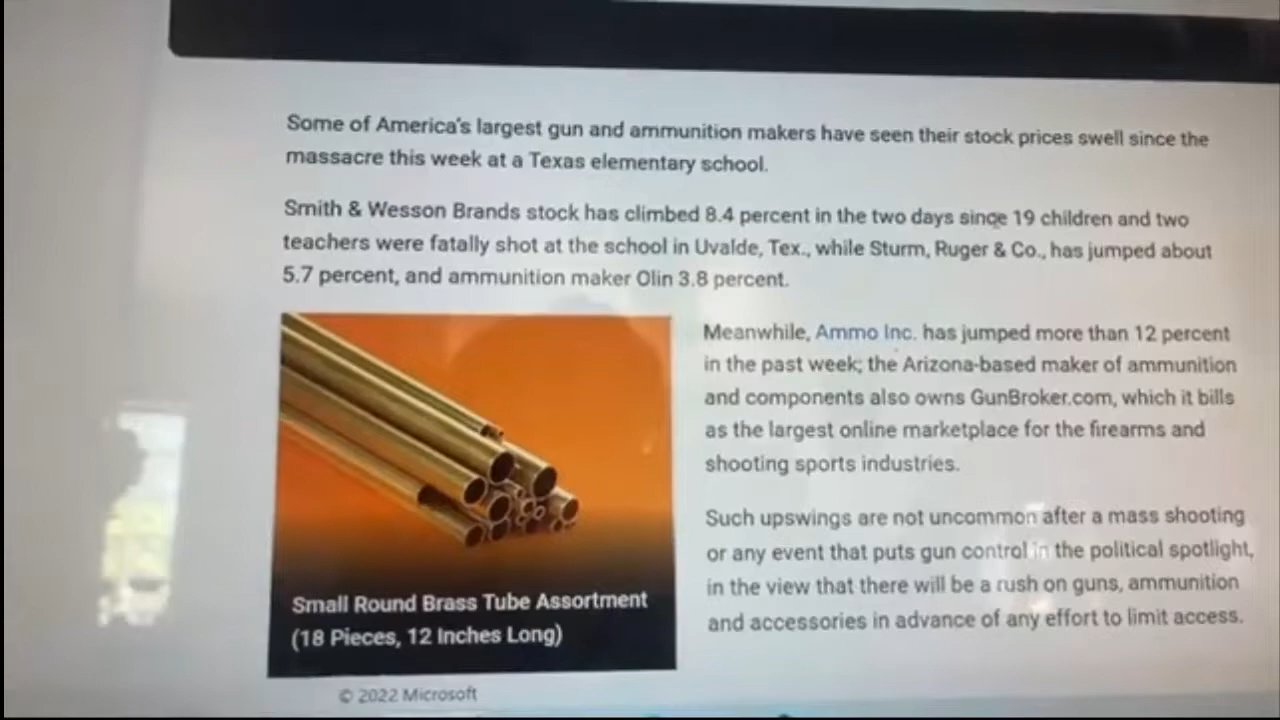 Some of America's largest gun and ammunition makers have seen their stock prices swell since the
massacre this week at a Texas elementary school.
Smith & Wesson Brands stock has climbed 8.4 percent in the two days since 19 children and two
teachers were fatally shot at the school in Uvalde, Tex., while Sturm, Ruger & Co., has jumped about
5.7 percent, and ammunition maker Olin 3.8 percent.
Meanwhile, Ammo Inc. has jumped more than 12 percent
in the past week; the Arizona-based maker of ammunition
and components also owns GunBroker.com, which it bills
as the largest online marketplace for the firearms and
shooting sports industries.
Such upswings are not uncommon after a mass shooting
or any event that puts gun control in the political spotlight,
in the view that there will be a rush on guns, ammunition
and accessories in advance of any effort to limit access.
Small Round Brass Tube Assortment
(18 Pieces, 12 Inches Long)
© 2022 Microsoft